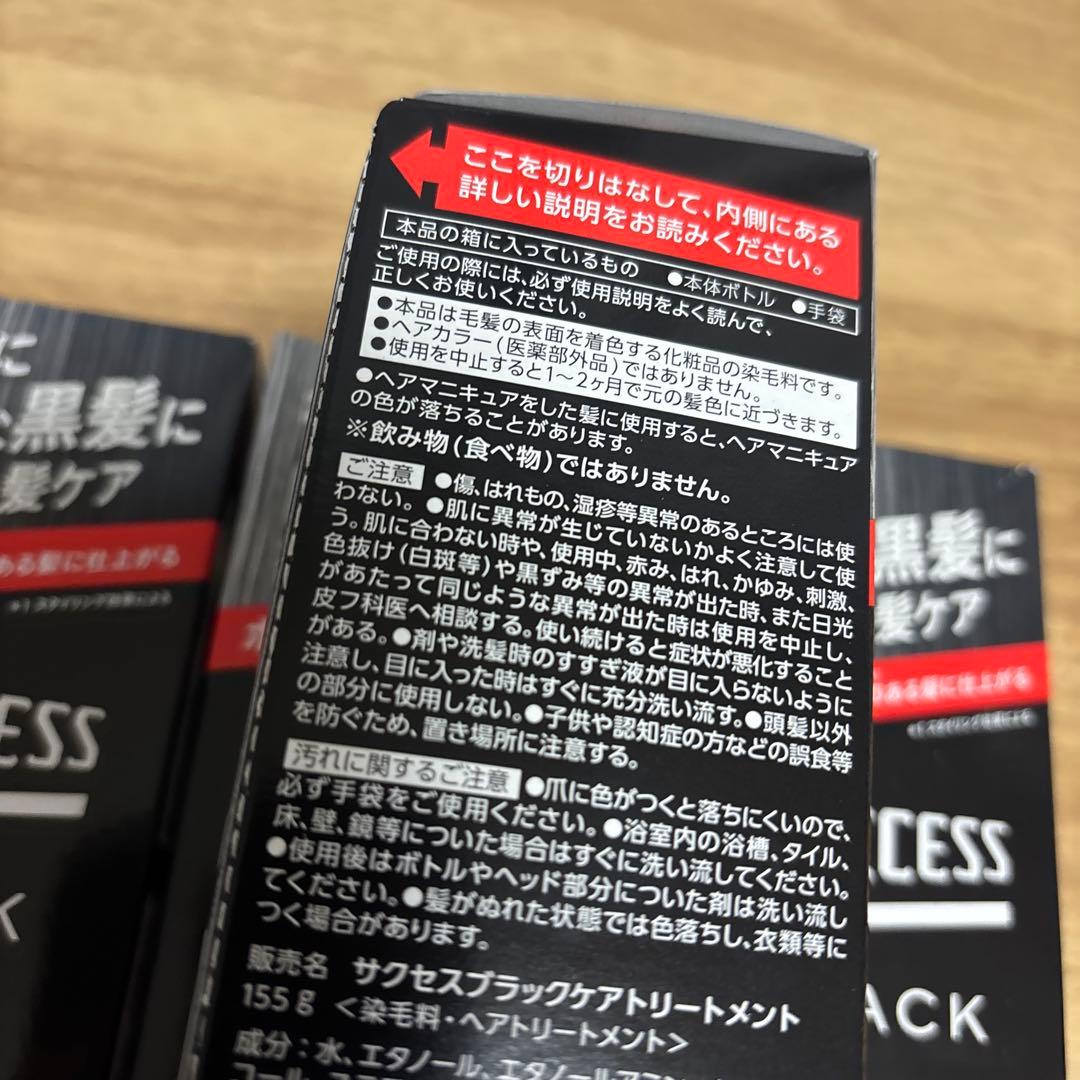 ここを切りはなして、内側にある
詳しい説明をお読みください。
本品の箱に入っているもの ●本体ボトル ●手袋
ご使用の際には、必ず使用説明をよく読んで、
正しくお使いください。
●本品は毛髪の表面を着色する化粧品の染毛料です。
●ヘアカラー(医薬部外品)ではありません。
●使用を中止すると1〜2ヶ月で元の髪色に近づきます。
●ヘアマニキュアをした髪に使用すると、ヘアマニキュア
の色が落ちることがあります。
※飲み物(食べ物)ではありません。
ご注意 ●傷、はれもの、湿疹等異常のあるところには使
わない。●肌に異常が生じていないかよく注意して使
う。肌に合わない時や、使用中、赤み、はれ、かゆみ、刺激、
色抜け(白斑等)や黒ずみ等の異常が出た時、また日光
があたって同じような異常が出た時は使用を中止し、
皮フ科医へ相談する。使い続けると症状が悪化すること
がある。●剤や洗髪時のすすぎ液が目に入らないように
注意し、目に入った時はすぐに充分洗い流す。●頭髪以外
の部分に使用しない。●子供や認知症の方などの誤食等
を防ぐため、置き場所に注意する。
汚れに関するご注意 ●爪に色がつくと落ちにくいので、
必ず手袋をご使用ください。●浴室内の浴槽、タイル、
床、壁、鏡等についた場合はすぐに洗い流してください。
●使用後はボトルやヘッド部分についた剤は洗い流し
てください。●髪がぬれた状態では色落ちし、衣類等に
つく場合があります。
販売名 サクセスブラックケアトリートメント
155g <染毛料・ヘアトリートメント>
成分:水、エタノール、
に
黒髪に
髪ケア
ある髪に仕上がる
CESS
K
黒髪に
髪ケア
ある髪に仕上がる
CCESS
ACK